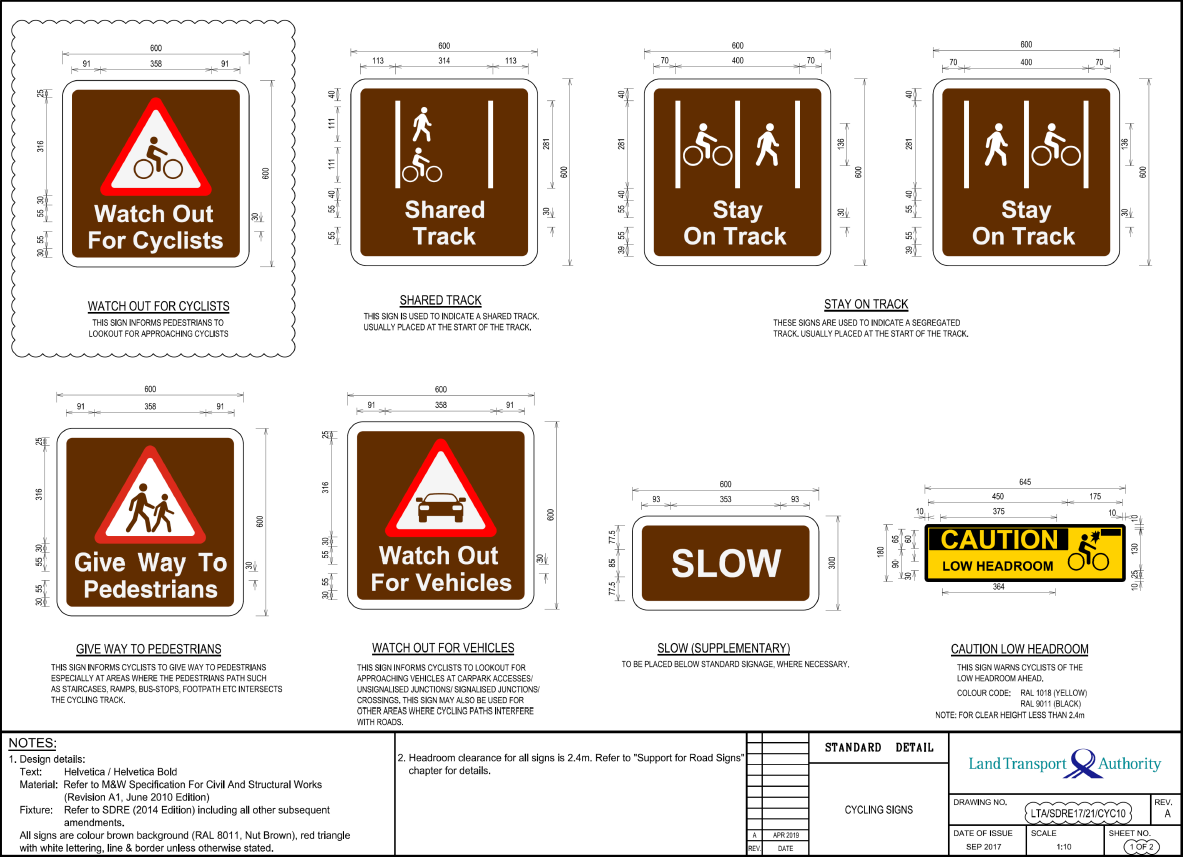 600
91 358 91
25
316
30
55
55
30
600
30
Watch Out
For Cyclists
WATCH OUT FOR CYCLISTS
THIS SIGN INFORMS PEDESTRIANS TO
LOOKOUT FOR APPROACHING CYCLISTS
600
113 314 113
40
111
111
40
55
55
281
30
600
Shared
Track
SHARED TRACK
THIS SIGN IS USED TO INDICATE A SHARED TRACK.
USUALLY PLACED AT THE START OF THE TRACK.
600
70 400 70
40
281
40
55
55
39
136
30
600
Stay
On Track
600
70 400 70
40
281
40
55
55
39
136
30
600
Stay
On Track
STAY ON TRACK
THESE SIGNS ARE USED TO INDICATE A SEGREGATED
TRACK. USUALLY PLACED AT THE START OF THE TRACK.
600
91 358 91
25
316
30
55
55
30
600
30
Give Way To
Pedestrians
GIVE WAY TO PEDESTRIANS
THIS SIGN INFORMS CYCLISTS TO GIVE WAY TO PEDESTRIANS
ESPECIALLY AT AREAS WHERE THE PEDESTRIANS PATH SUCH
AS STAIRCASES, RAMPS, BUS-STOPS, FOOTPATH ETC INTERSECTS
THE CYCLING TRACK.
600
91 358 91
25
316
30
55
55
30
600
30
Watch Out
For Vehicles
WATCH OUT FOR VEHICLES
THIS SIGN INFORMS CYCLISTS TO LOOKOUT FOR
APPROACHING VEHICLES AT CARPARK ACCESSES/
UNSIGNALISED JUNCTIONS/ SIGNALISED JUNCTIONS/
CROSSINGS. THIS SIGN MAY ALSO BE USED FOR
OTHER AREAS WHERE CYCLING PATHS INTERFERE
WITH ROADS.
600
93 353 93
77.5
85
77.5
300
SLOW
SLOW (SUPPLEMENTARY)
TO BE PLACED BELOW STANDARD SIGNAGE, WHERE NECESSARY.
645
450 175
10 375 10
180
65
60
90
30
10
130
25
10
CAUTION
LOW HEADROOM
364
CAUTION LOW HEADROOM
THIS SIGN WARNS CYCLISTS OF THE
LOW HEADROOM AHEAD.
COLOUR CODE: RAL 1018 (YELLOW)
RAL 9011 (BLACK)
NOTE: FOR CLEAR HEIGHT LESS THAN 2.4m
NOTES:
1. Design details:
Text: Helvetica / Helvetica Bold
Material: Refer to M&W Specification For Civil And Structural Works
(Revision A1, June 2010 Edition)
Fixture: Refer to SDRE (2014 Edition) including all other subsequent
amendments.
All signs are colour brown background (RAL 8011, Nut Brown), red triangle
with white lettering, line & border unless otherwise stated.
2. Headroom clearance for all signs is 2.4m. Refer to "Support for Road Signs"
chapter for details.
A APR 2019
REV. DATE
STANDARD DETAIL
CYCLING SIGNS
Land Transport Authority
DRAWING NO.
LTA/SDRE17/21/CYC10
REV.
A
DATE OF ISSUE
SEP 2017
SCALE
1:10
SHEET NO.
1 OF 2